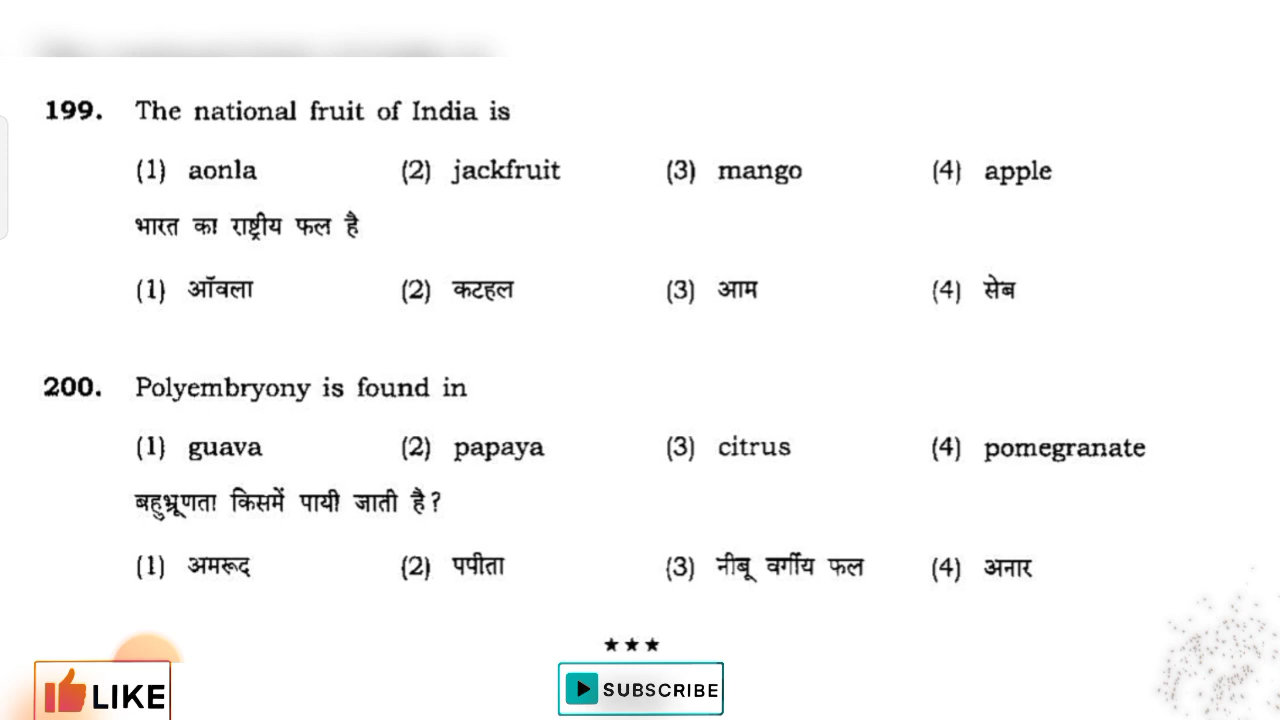 199. The national fruit of India is
(1) aonla (2) jackfruit (3) mango (4) apple
भारत का राष्ट्रीय फल है
(1) आँवला (2) कटहल (3) आम (4) सेब
200. Polyembryony is found in
(1) guava (2) papaya (3) citrus (4) pomegranate
बहुभ्रूणता किसमें पायी जाती है?
(1) अमरूद (2) पपीता (3) नीबू वर्गीय फल (4) अनार
★★★
LIKE SUBSCRIBE